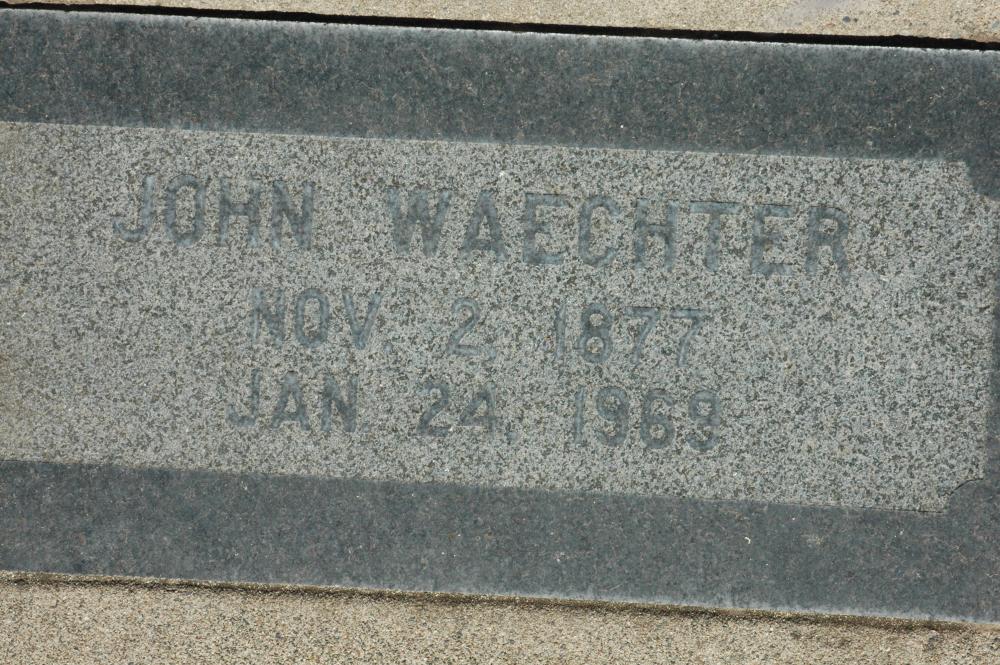 JOHN WAECHTER
NOV. 2, 1877
JAN 24, 1969